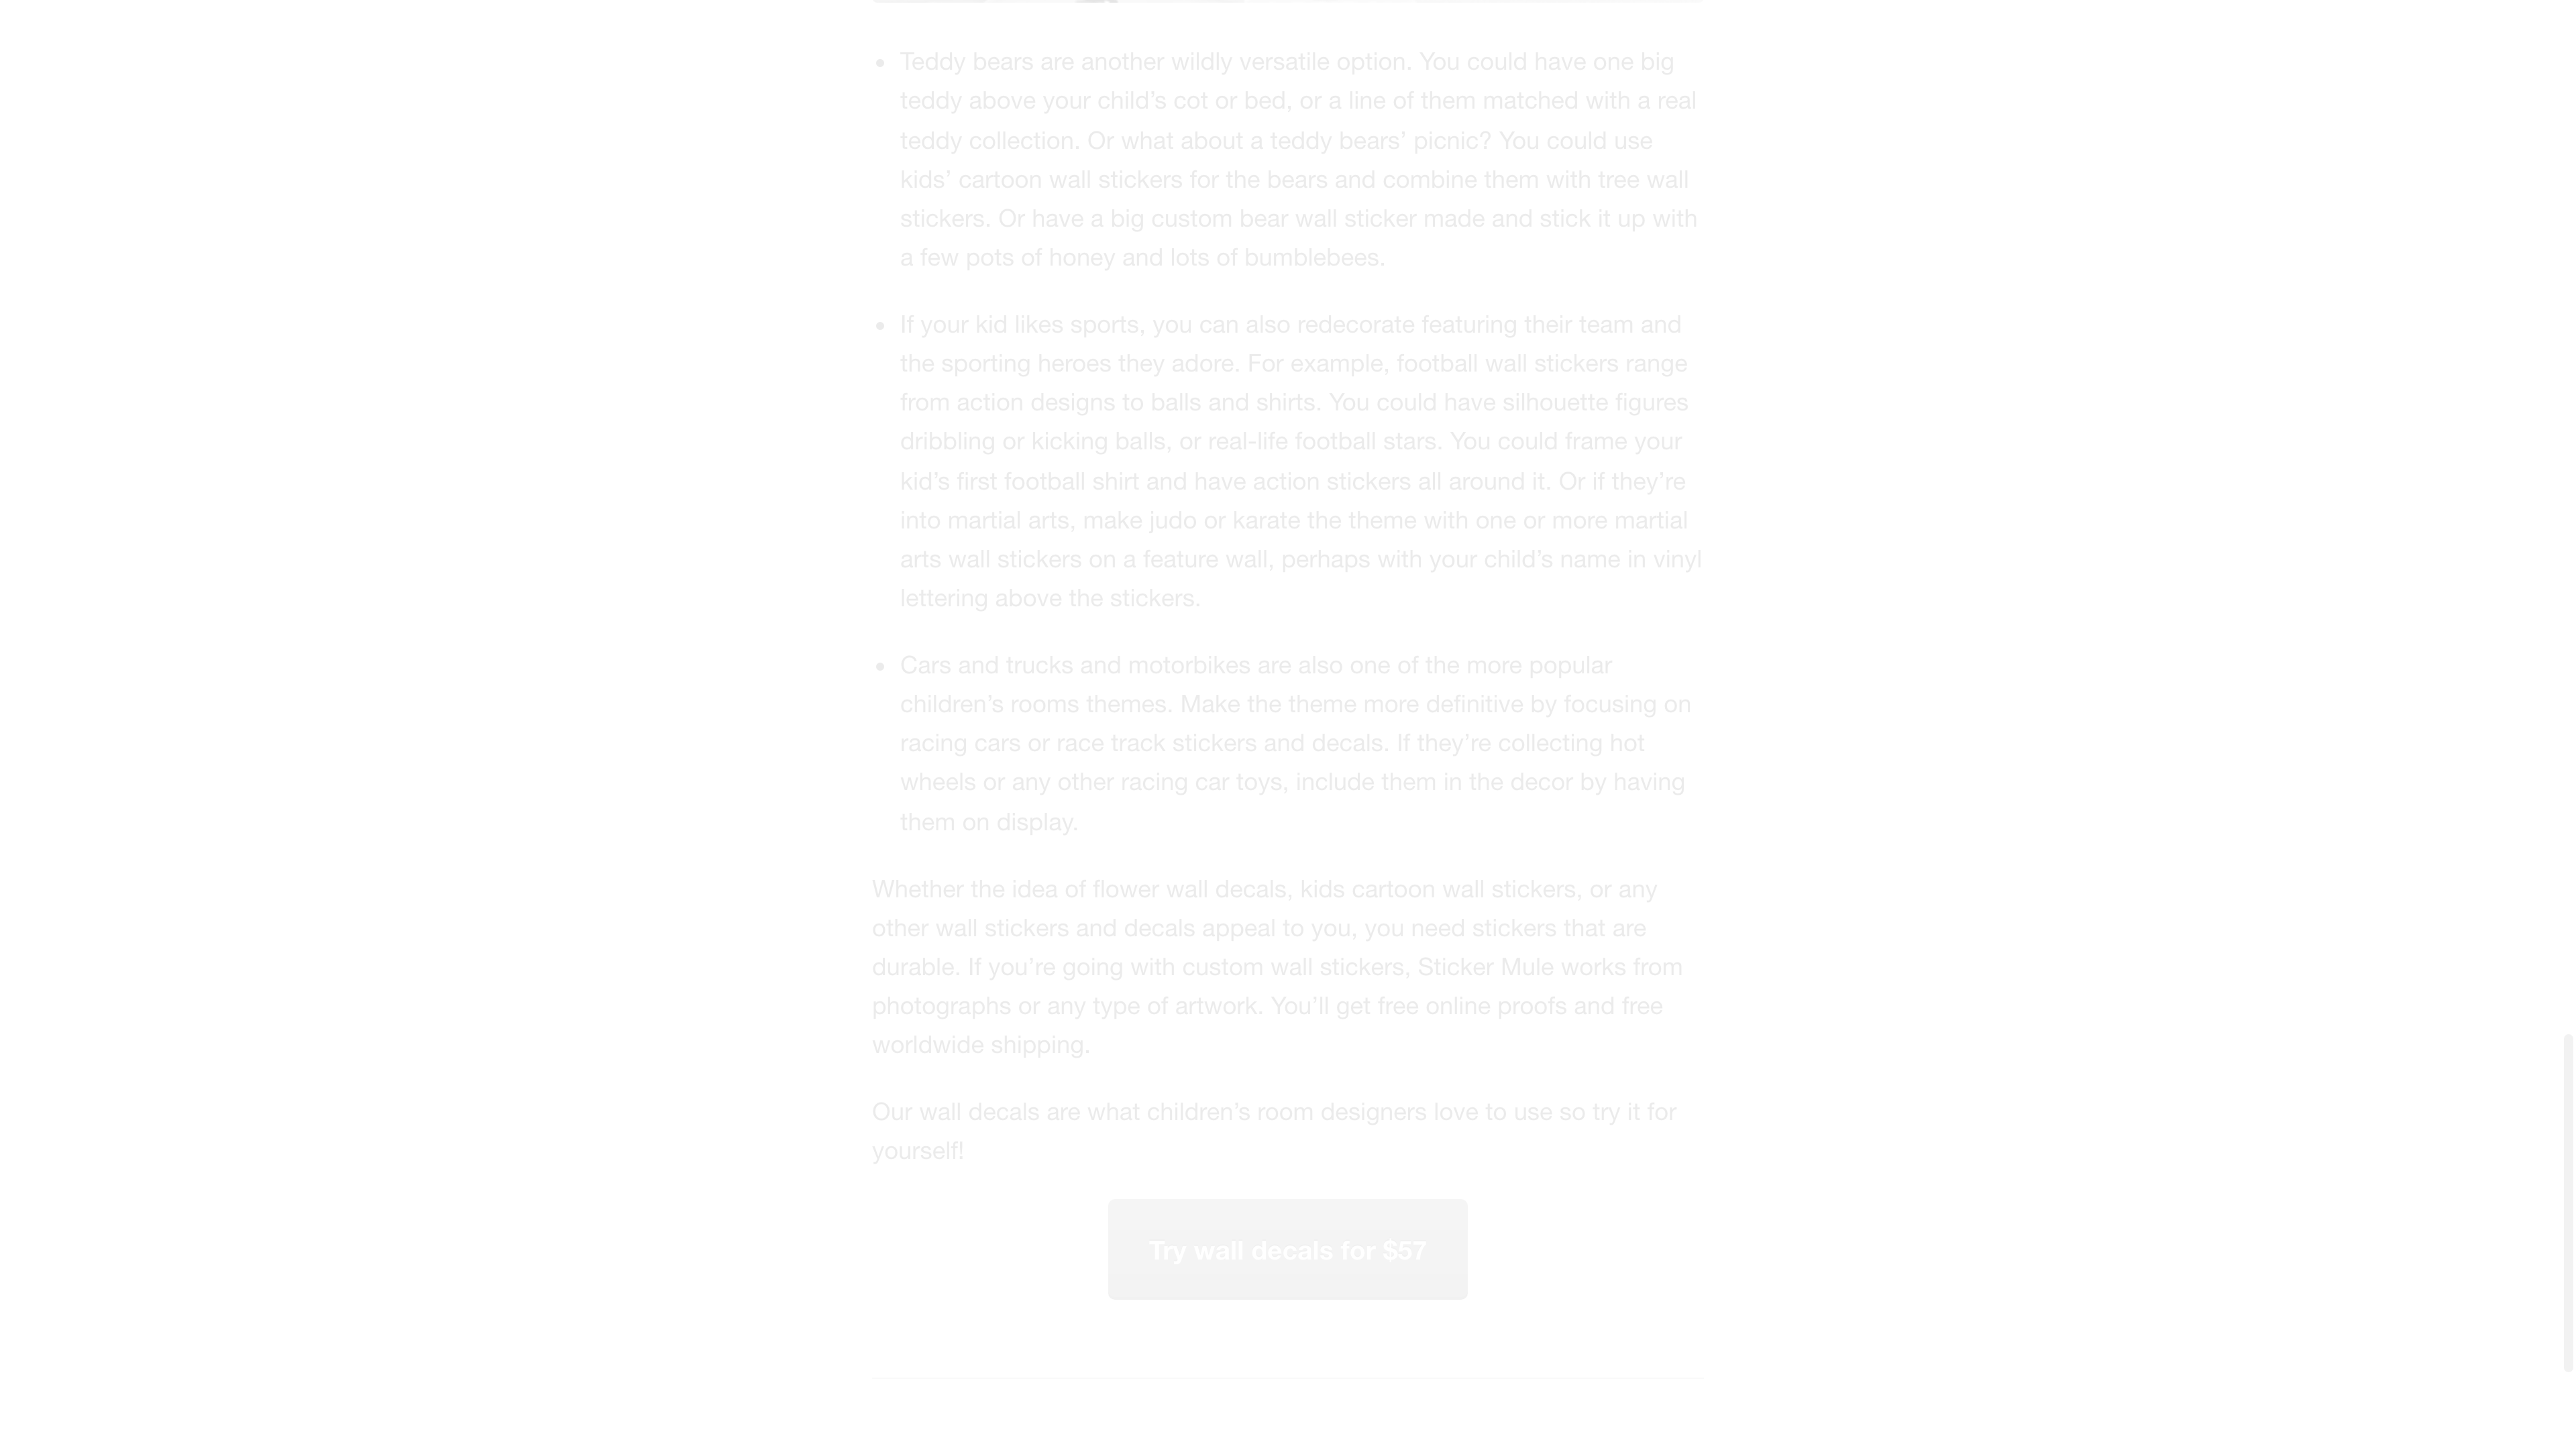 Teddy bears are another wildly versatile option. You could have one big
teddy above your child’s cot or bed, or a line of them matched with a real
teddy collection. Or what about a teddy bears’ picnic? You could use
kids’ cartoon wall stickers for the bears and combine them with tree wall
stickers. Or have a big custom bear wall sticker made and stick it up with
a few pots of honey and lots of bumblebees.
If your kid likes sports, you can also redecorate featuring their team and
the sporting heroes they adore. For example, football wall stickers range
from action designs to balls and shirts. You could have silhouette figures
dribbling or kicking balls, or real-life football stars. You could frame your
kid’s first football shirt and have action stickers all around it. Or if they’re
into martial arts, make judo or karate the theme with one or more martial
arts wall stickers on a feature wall, perhaps with your child’s name in vinyl
lettering above the stickers.
Cars and trucks and motorbikes are also one of the more popular
children’s rooms themes. Make the theme more definitive by focusing on
racing cars or race track stickers and decals. If they’re collecting hot
wheels or any other racing car toys, include them in the decor by having
them on display.
Whether the idea of flower wall decals, kids cartoon wall stickers, or any
other wall stickers and decals appeal to you, you need stickers that are
durable. If you’re going with custom wall stickers, Sticker Mule works from
photographs or any type of artwork. You’ll get free online proofs and free
worldwide shipping.
Our wall decals are what children’s room designers love to use so try it for
yourself!
Try wall decals for $57